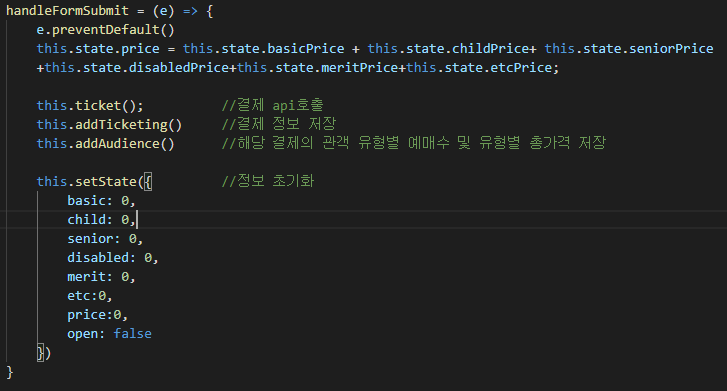 handleFormSubmit = (e) => {
e.preventDefault()
this.state.price = this.state.basicPrice + this.state.childPrice+ this.state.seniorPrice
+this.state.disabledPrice+this.state.meritPrice+this.state.etcPrice;
this.ticket(); //결제 api호출
this.addTicketing() //결제 정보 저장
this.addAudience() //해당 결제의 관객 유형별 예매수 및 유형별 총가격 저장
this.setState({ //정보 초기화
basic: 0,
child: 0,
senior: 0,
disabled: 0,
merit: 0,
etc:0,
price:0,
open: false
})
}